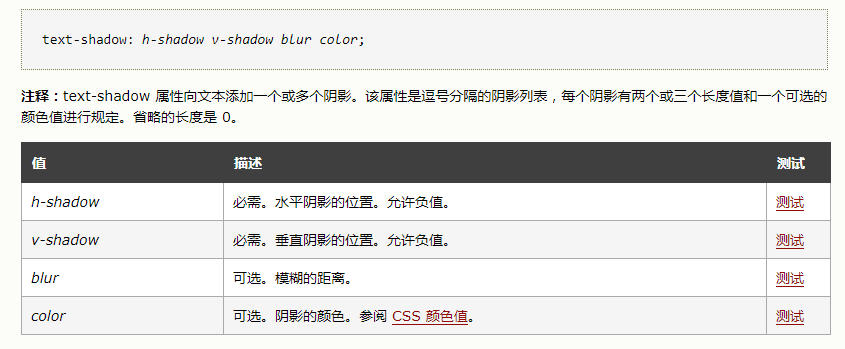 text-shadow: h-shadow v-shadow blur color;
注释：text-shadow 属性向文本添加一个或多个阴影。该属性是逗号分隔的阴影列表，每个阴影有两个或三个长度值和一个可选的
颜色值进行规定。省略的长度是 0。
值 描述 测试
h-shadow 必需。水平阴影的位置。允许负值。 测试
v-shadow 必需。垂直阴影的位置。允许负值。 测试
blur 可选。模糊的距离。 测试
color 可选。阴影的颜色。参阅 CSS 颜色值。 测试